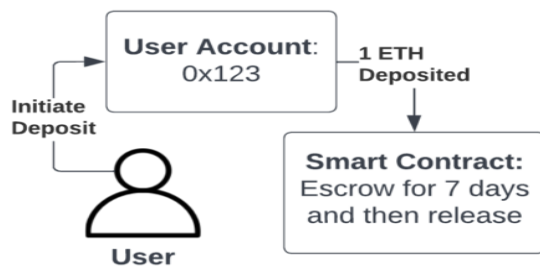 User Account:
0x123
1 ETH
Deposited
Initiate
Deposit
Smart Contract:
Escrow for 7 days
and then release
User